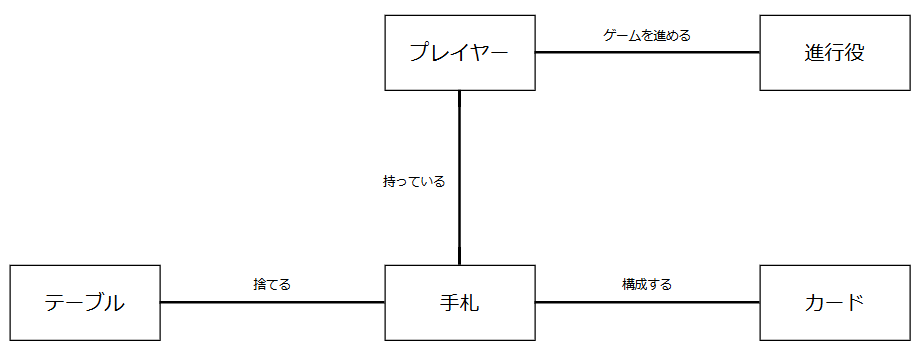 プレイヤー
ゲームを進める
進行役
持っている
テーブル
捨てる
手札
構成する
カード